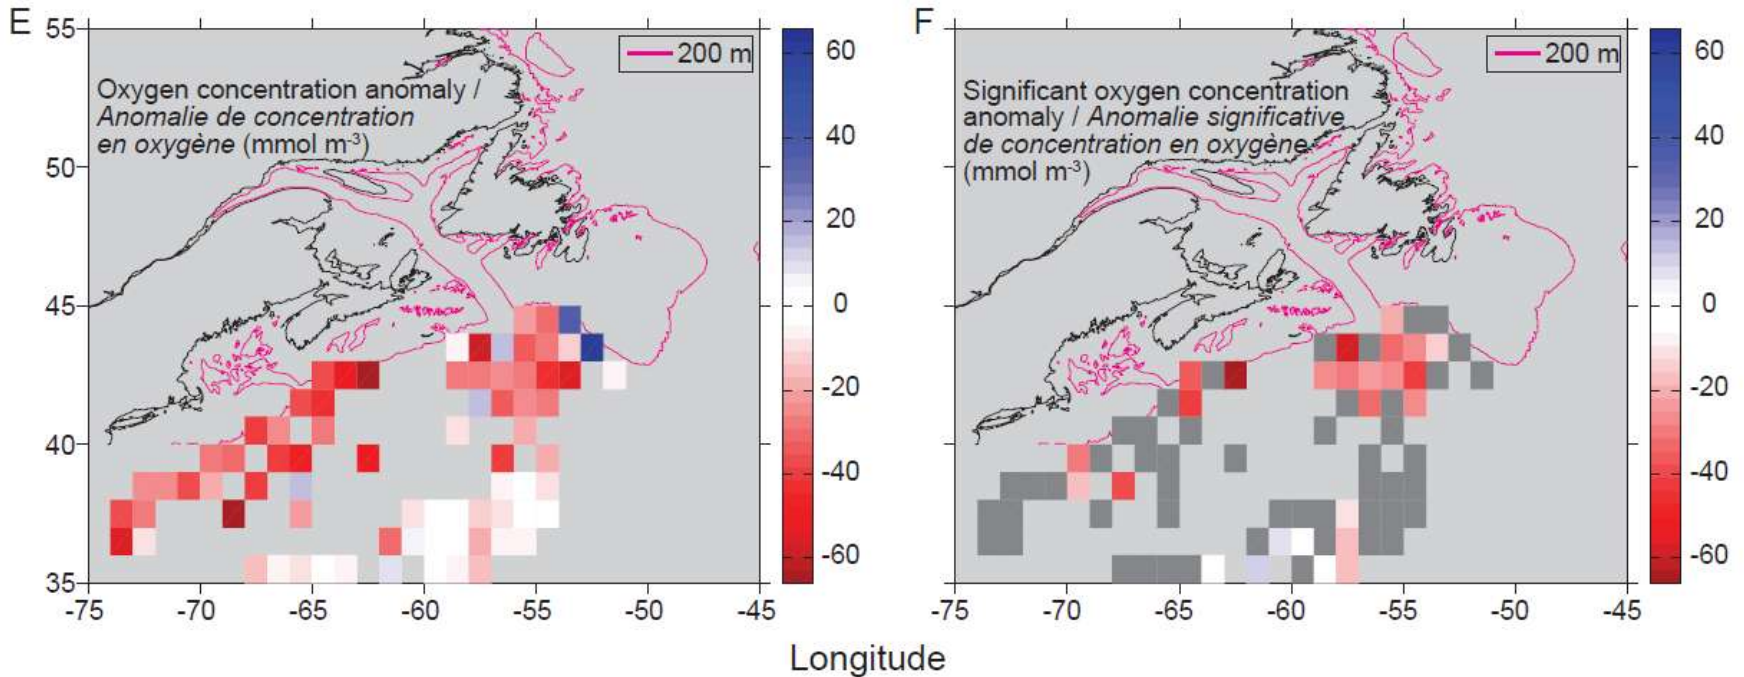 E
55
50
45
40
35
200 m
Oxygen concentration anomaly /
Anomalie de concentration
en oxygène (mmol m-3)
60
40
20
0
-20
-40
-60
-75 -70 -65 -60 -55 -50 -45
F
200 m
Significant oxygen concentration
anomaly / Anomalie significative
de concentration en oxygène
(mmol m-3)
60
40
20
0
-20
-40
-60
-75 -70 -65 -60 -55 -50 -45
Longitude